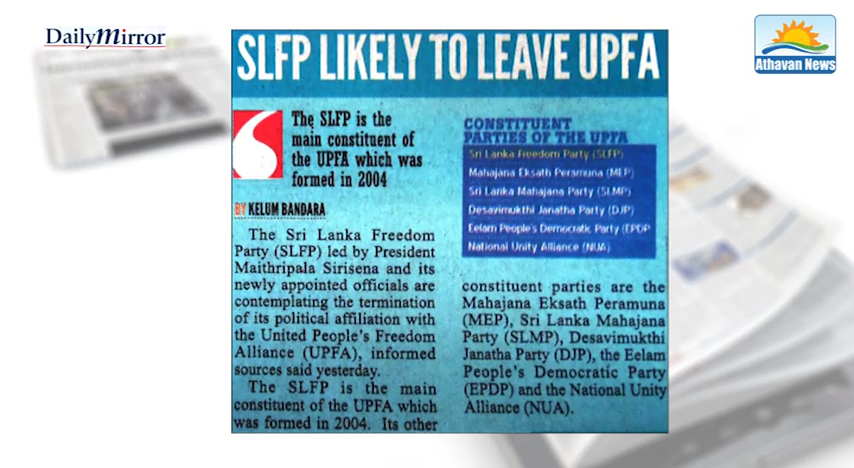 DailyMirror
Athavan News
SLFP LIKELY TO LEAVE UPFA
The SLFP is the
main constituent of
the UPFA which was
formed in 2004
BY KELUM BANDARA
The Sri Lanka Freedom
Party (SLFP) led by President
Maithripala Sirisena and its
newly appointed officials are
contemplating the termination
of its political affiliation with
the United People's Freedom
Alliance (UPFA), informed
sources said yesterday.
The SLFP is the main
constituent of the UPFA which
was formed in 2004. Its other
CONSTITUENT
PARTIES OF THE UPFA
Sri Lanka Freedom Party (SLFP)
Mahajana Eksath Peramuna (MEP)
Sri Lanka Mahajana Party (SLMP)
Desavimukthi Janatha Party (DJP)
Eelam People's Democratic Party (EPDP
National Unity Alliance (NUA)
constituent parties are the
Mahajana Eksath Peramuna
(MEP), Sri Lanka Mahajana
Party (SLMP), Desavimukthi
Janatha Party (DJP), the Eelam
People's Democratic Party
(EPDP) and the National Unity
Alliance (NUA).